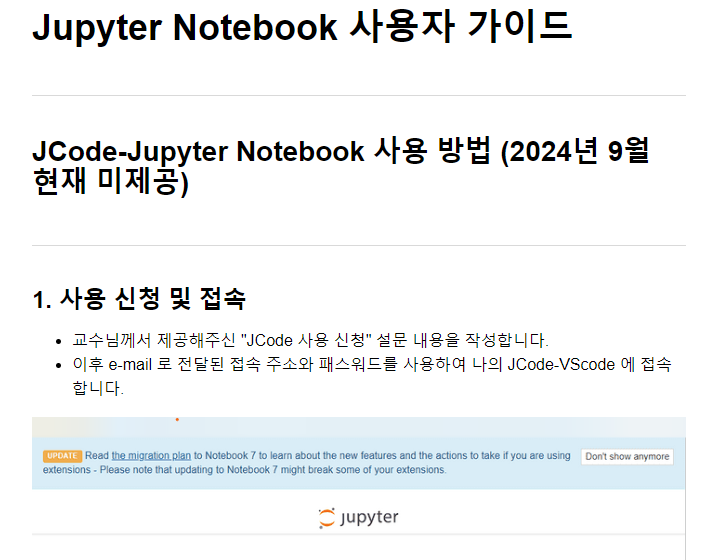 Jupyter Notebook 사용자 가이드
JCode-Jupyter Notebook 사용 방법 (2024년 9월
현재 미제공)
1. 사용 신청 및 접속
교수님께서 제공해주신 "JCode 사용 신청" 설문 내용을 작성합니다.
이후 e-mail 로 전달된 접속 주소와 패스워드를 사용하여 나의 JCode-VScode 에 접속
합니다.
UPDATE Read the migration plan to Notebook 7 to learn about the new features and the actions to take if you are using
extensions - Please note that updating to Notebook 7 might break some of your extensions.
Don't show anymore
jupyter